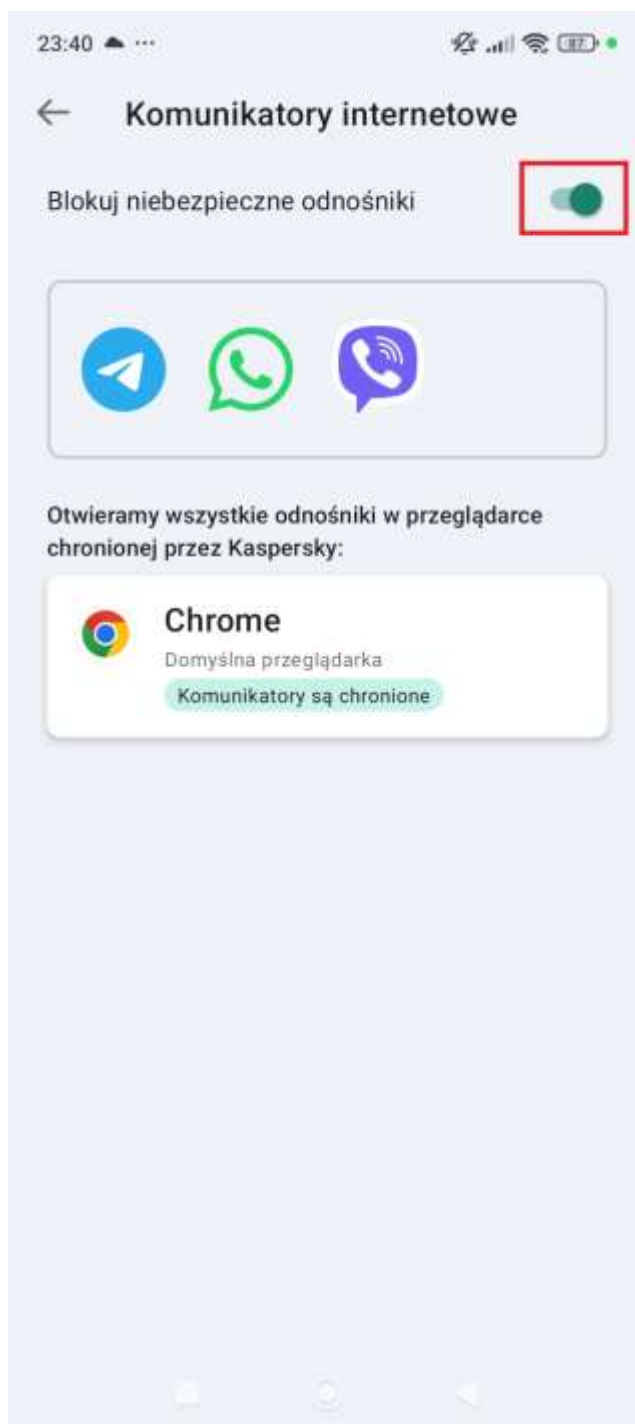 23:40
87
Komunikatory internetowe
Blokuj niebezpieczne odnośniki
Otwieramy wszystkie odnośniki w przeglądarce
chronionej przez Kaspersky:
Chrome
Domyślna przeglądarka
Komunikatory są chronione